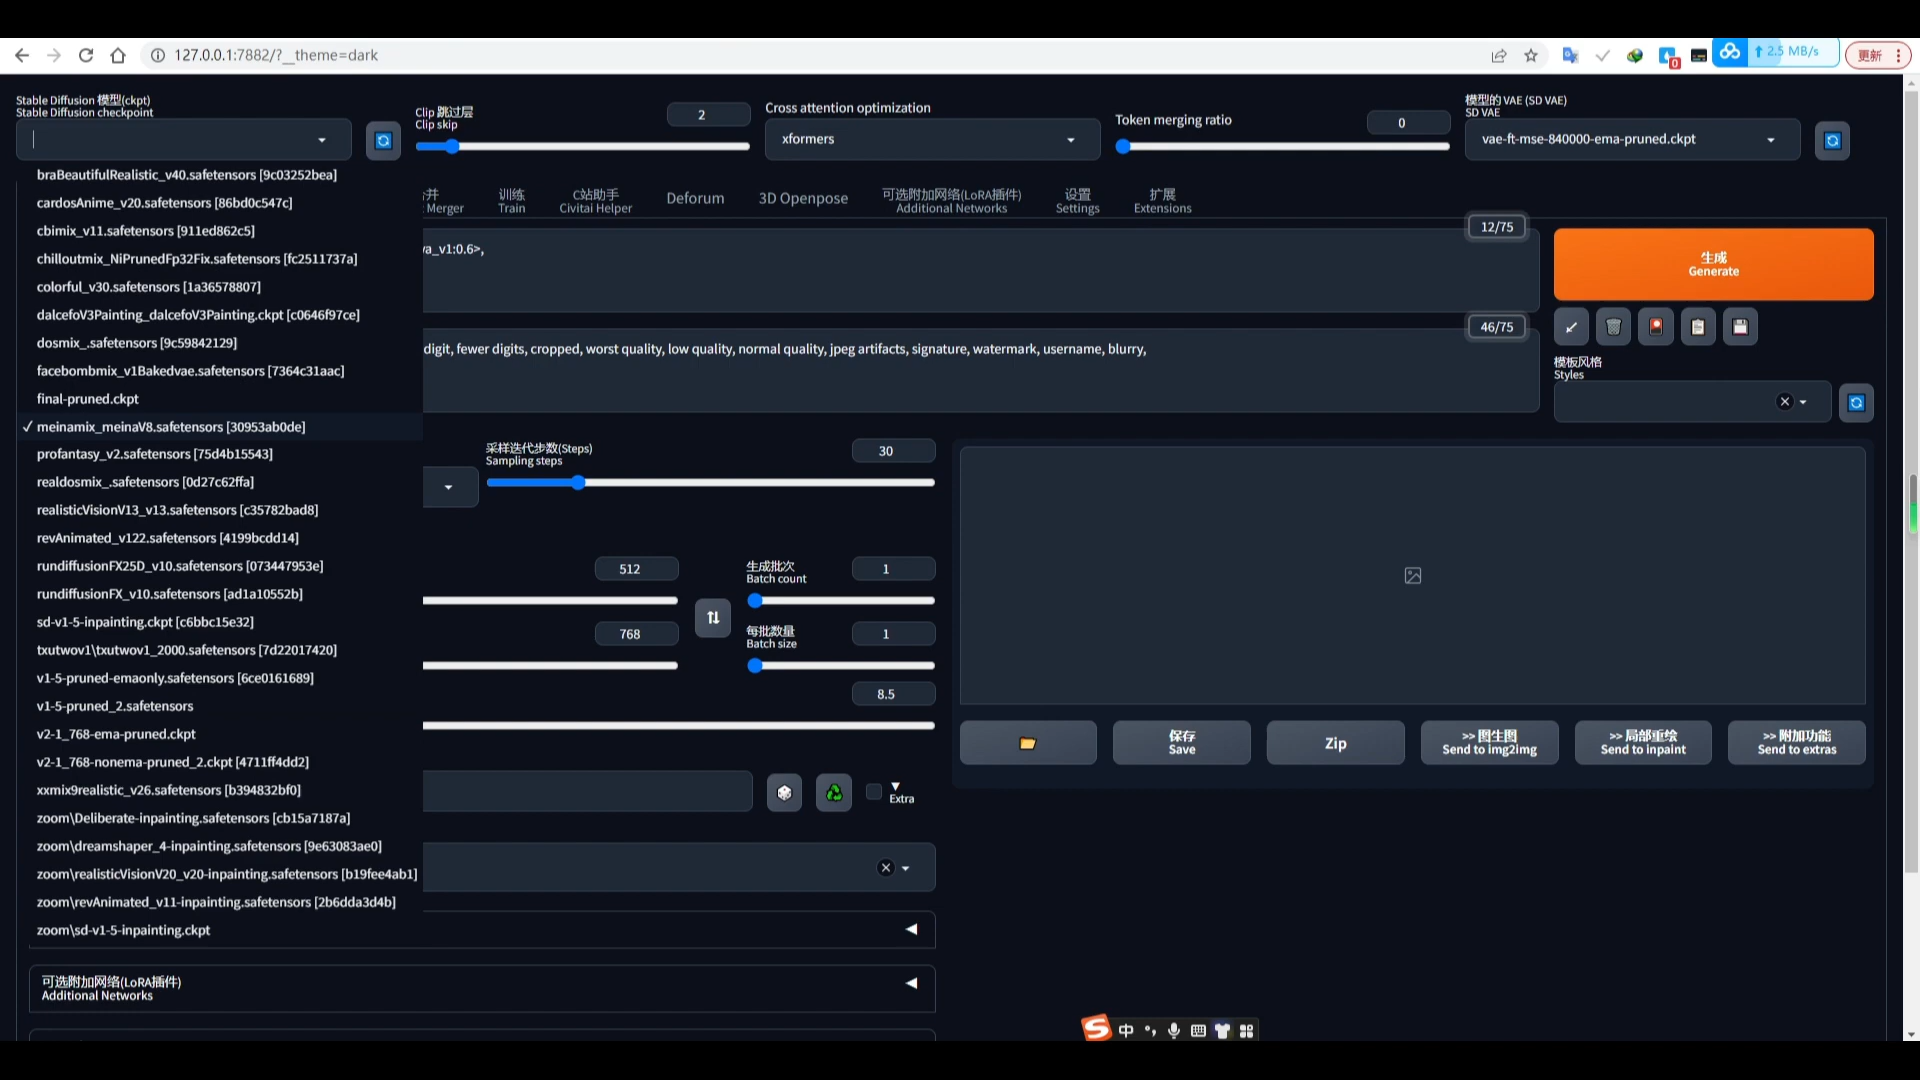 127.0.0.1:7882/?__theme=dark
0
2.5 MB/s
更新
Stable Diffusion 模型(ckpt)
Stable Diffusion checkpoint
Clip 跳过层
Clip skip
2
Cross attention optimization
xformers
Token merging ratio
0
模型的 VAE (SD VAE)
SD VAE
vae-ft-mse-840000-ema-pruned.ckpt
braBeautifulRealistic_v40.safetensors [9c03252bea]
cardosAnime_v20.safetensors [86bd0c547c]
cbimix_v11.safetensors [911ed862c5]
chilloutmix_NiPrunedFp32Fix.safetensors [fc2511737a]
colorful_v30.safetensors [1a36578807]
dalcefoV3Painting_dalcefoV3Painting.ckpt [c0646f97ce]
dosmix_.safetensors [9c59842129]
facebombmix_v1Bakedvae.safetensors [7364c31aac]
final-pruned.ckpt
✓ meinamix_meinaV8.safetensors [30953ab0de]
profantasy_v2.safetensors [75d4b15543]
realdosmix_.safetensors [0d27c62ffa]
realisticVisionV13_v13.safetensors [c35782bad8]
revAnimated_v122.safetensors [4199bcdd14]
rundiffusionFX25D_v10.safetensors [073447953e]
rundiffusionFX_v10.safetensors [ad1a10552b]
sd-v1-5-inpainting.ckpt [c6bbc15e32]
txutwov1\txutwov1_2000.safetensors [7d22017420]
v1-5-pruned-emaonly.safetensors [6ce0161689]
v1-5-pruned_2.safetensors
v2-1_768-ema-pruned.ckpt
v2-1_768-nonema-pruned_2.ckpt [4711ff4dd2]
xxmix9realistic_v26.safetensors [b394832bf0]
zoom\Deliberate-inpainting.safetensors [cb15a7187a]
zoom\dreamshaper_4-inpainting.safetensors [9e63083ae0]
zoom\realisticVisionV20_v20-inpainting.safetensors [b19fee4ab1]
zoom\revAnimated_v11-inpainting.safetensors [2b6dda3d4b]
zoom\sd-v1-5-inpainting.ckpt
并
Merger
训练
Train
C站助手
Civitai Helper
Deforum
3D Openpose
可选附加网络(LoRA插件)
Additional Networks
设置
Settings
扩展
Extensions
va_v1:0.6>,
12/75
生成
Generate
digit, fewer digits, cropped, worst quality, low quality, normal quality, jpeg artifacts, signature, watermark, username, blurry,
46/75
模板风格
Styles
采样迭代步数(Steps)
Sampling steps
30
512
生成批次
Batch count
1
768
每批数量
Batch size
1
8.5
Extra
保存
Save
Zip
>> 图生图
Send to img2img
>> 局部重绘
Send to inpaint
>> 附加功能
Send to extras
可选附加网络(LoRA插件)
Additional Networks
中